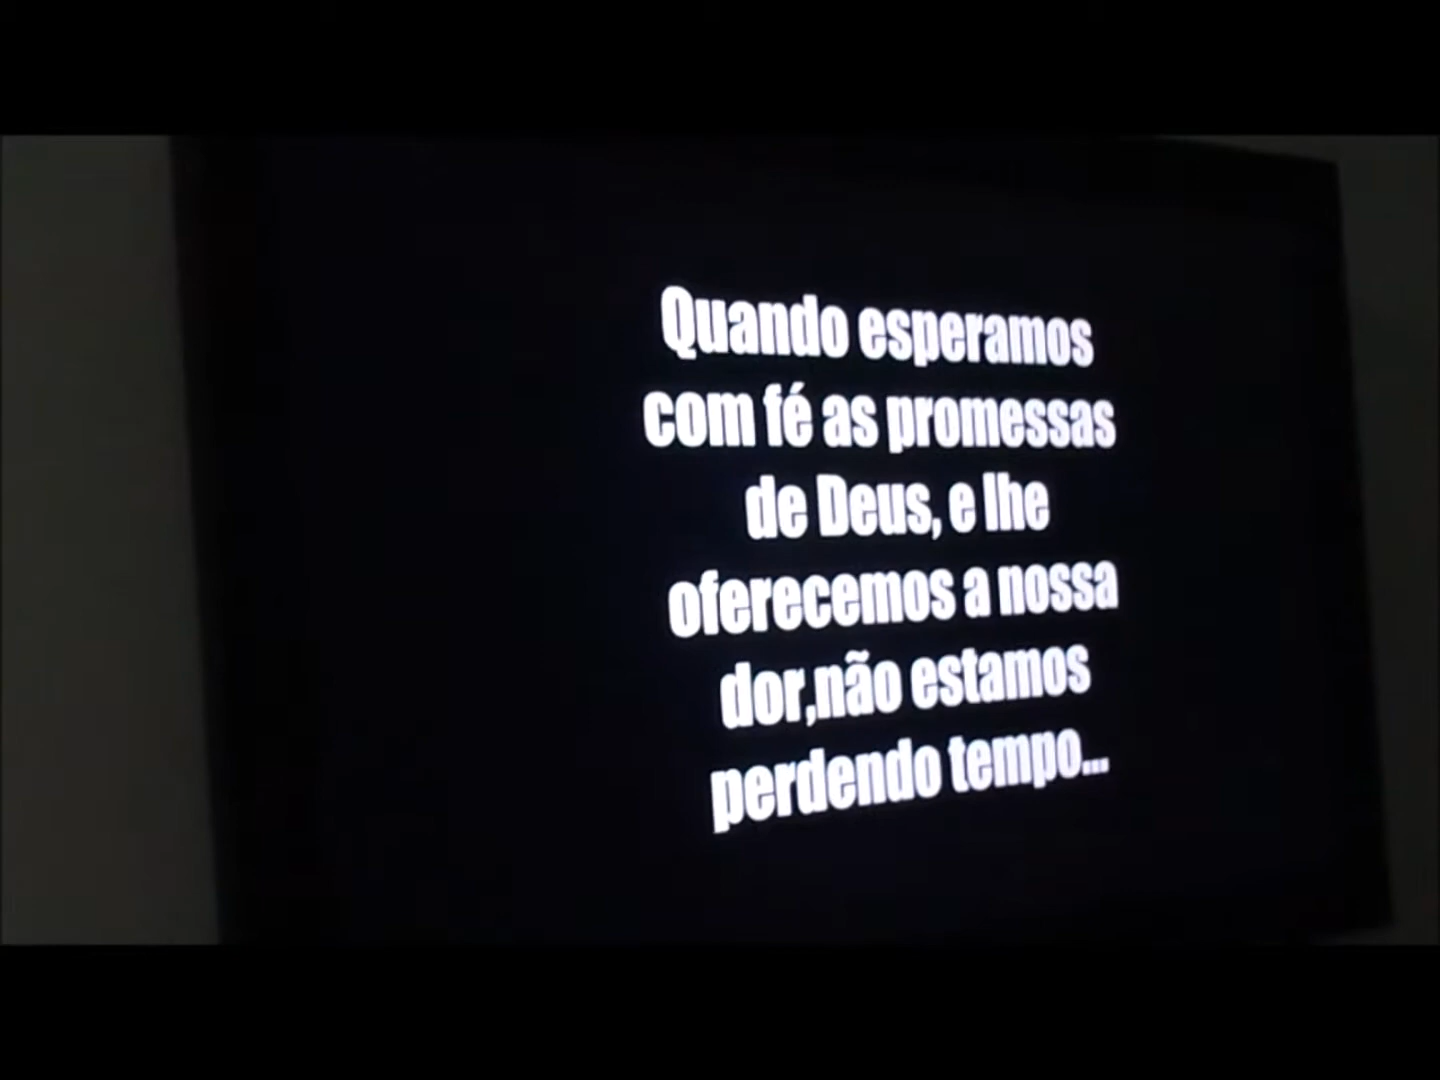 Quando esperamos
com fé as promessas
de Deus, e lhe
oferecemos a nossa
dor,não estamos
perdendo tempo...